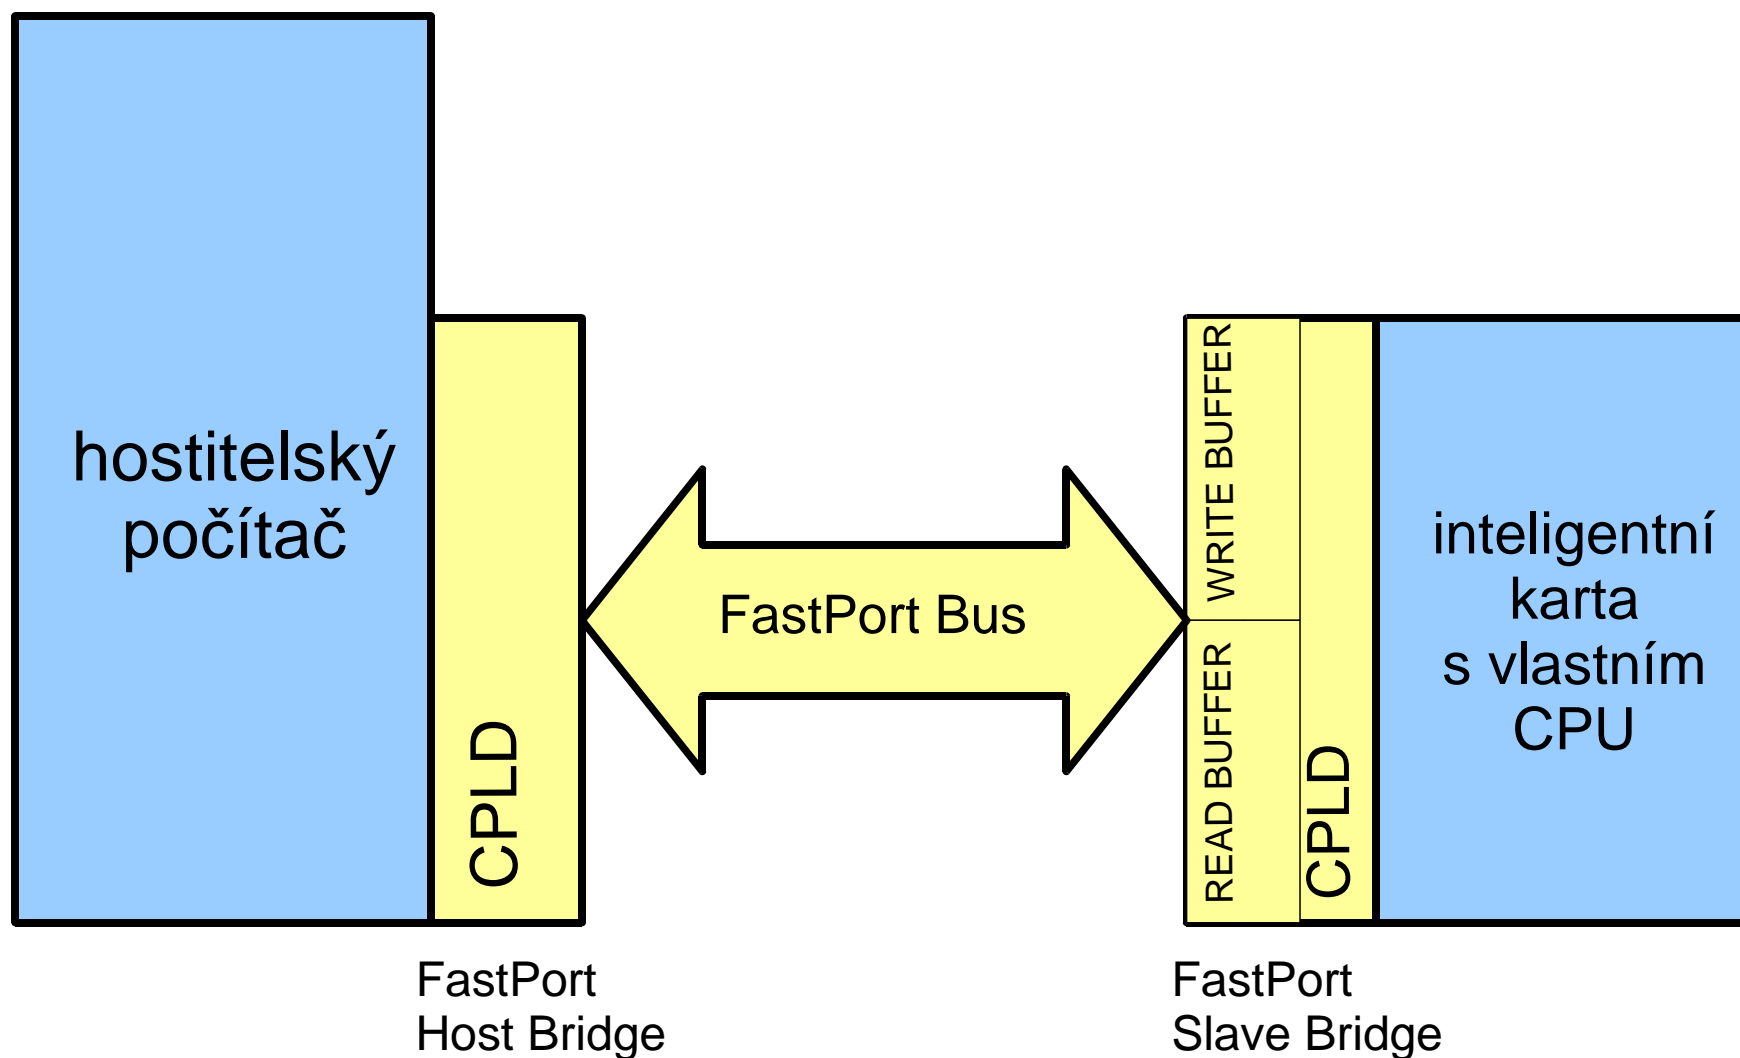 hostitelský
počítač
CPLD
FastPort
Host Bridge
FastPort Bus
WRITE BUFFER
READ BUFFER
CPLD
FastPort
Slave Bridge
inteligentní
karta
s vlastním
CPU